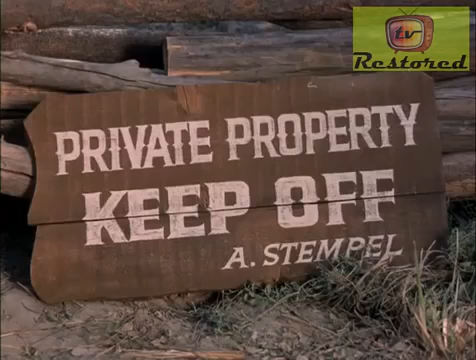 tv
Restored
PRIVATE PROPERTY
KEEP OFF
A. STEMPEL